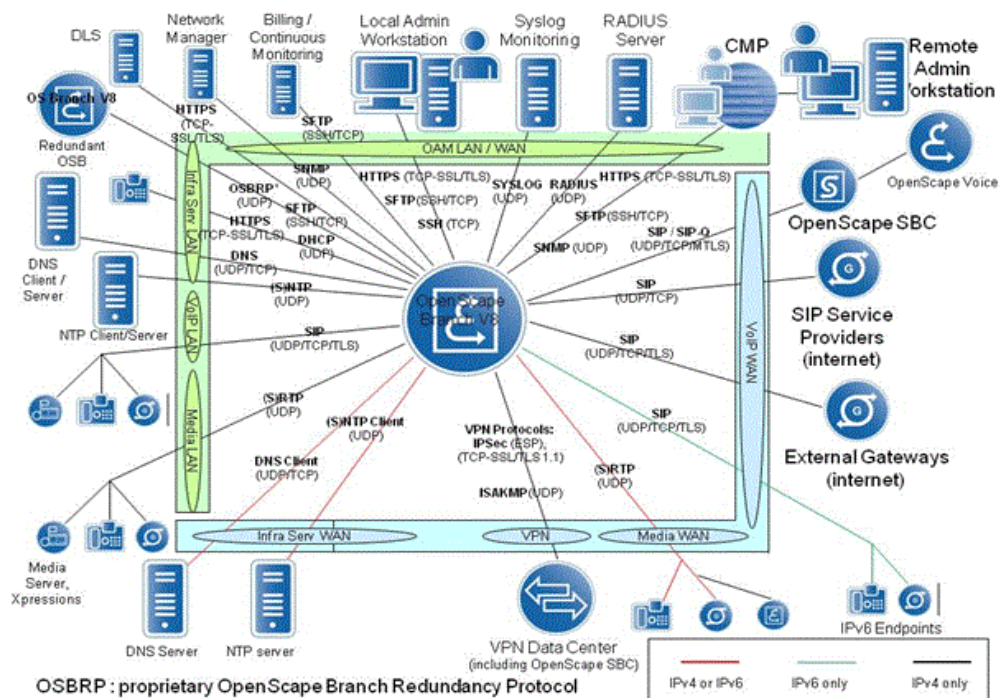 DLS
Network
Manager
Billing /
Continuous
Monitoring
Local Admin
Workstation
Syslog
Monitoring
RADIUS
Server
CMP
Remote
Admin
Workstation
OS Branch V8
Redundant
OSB
HTTPS
(TCP-
SSL/TLS)
SFTP
(SSH/TCP)
OAM LAN / WAN
OpenScape Voice
OpenScape SBC
Infra Serv LAN
SNMP
(UDP)
HTTPS (TCP-SSL/TLS)
SYSLOG
(UDP)
RADIUS
(UDP)
HTTPS (TCP-SSL/TLS)
OSBRP*
(UDP)
SFTP
(SSH/TCP)
SFTP(SSH/TCP)
SFTP(SSH/TCP)
HTTPS
(TCP-SSL/TLS)
DHCP
(UDP)
SSH (TCP)
SNMP (UDP)
SIP / SIP-Q
(UDP/TCP/MTLS)
DNS
(UDP/TCP)
DNS
Client /
Server
(S)NTP
(UDP)
NTP Client/Server
OpenScape
Branch V8
SIP
(UDP/TCP)
SIP Service
Providers
(internet)
VoIP LAN
VoIP WAN
SIP
(UDP/TCP/TLS)
SIP
(UDP/TCP/TLS)
External Gateways
(internet)
Media LAN
(S)RTP
(UDP)
(S)NTP Client
(UDP)
DNS Client
(UDP/TCP)
VPN Protocols:
IPSec (ESP),
(TCP-SSL/TLS1.1)
ISAKMP(UDP)
SIP
(UDP/TCP/TLS)
(S)RTP
(UDP)
Infra Serv WAN
VPN
Media WAN
Media
Server,
Xpressions
DNS Server
NTP server
VPN Data Center
(including OpenScape SBC)
IPv6 Endpoints
IPv4 or IPv6
IPv6 only
IPv4 only
OSBRP : proprietary OpenScape Branch Redundancy Protocol